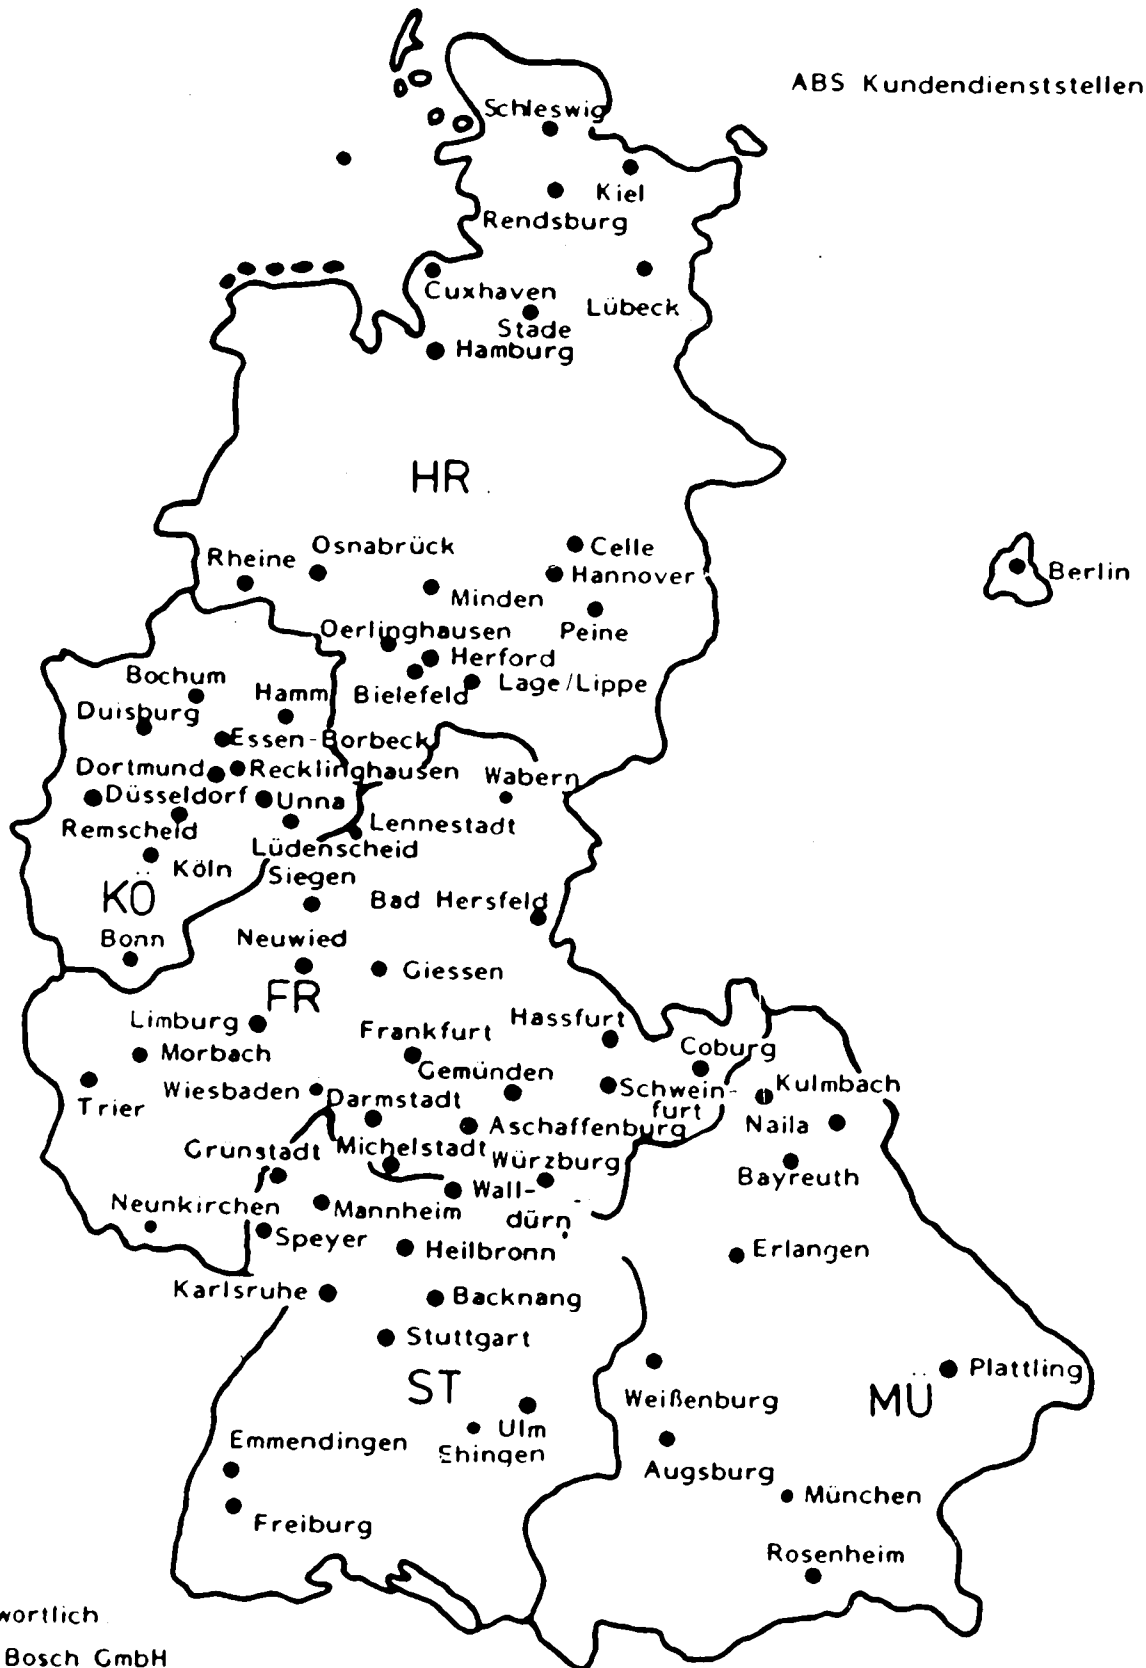 ABS Kundendienststellen
Schleswig
Kiel
Rendsburg
Cuxhaven
Lübeck
Stade
Hamburg
HR
Osnabrück
Celle
Rheine
Hannover
Berlin
Minden
Oerlinghausen
Peine
Herford
Bochum
Hamm
Bielefeld
Lage/Lippe
Duisburg
Essen-Borbeck
Dortmund
Recklinghausen
Wabern
Düsseldorf
Unna
Remscheid
Lennestadt
Lüdenscheid
Köln
Siegen
KÖ
Bad Hersfeld
Bonn
Neuwied
Giessen
FR
Limburg
Frankfurt
Hassfurt
Morbach
Coburg
Gemünden
Wiesbaden
Darmstadt
Schwein-
furt
Kulmbach
Trier
Aschaffenburg
Naila
Grünstadt
Michelstadt
Würzburg
Bayreuth
Neunkirchen
Mannheim
Wall-
dürn
Speyer
Heilbronn
Erlangen
Karlsruhe
Backnang
Stuttgart
Plattling
ST
Weißenburg
MÜ
Ulm
Emmendingen
Ehingen
Augsburg
München
Freiburg
Rosenheim
wortlich
Bosch GmbH